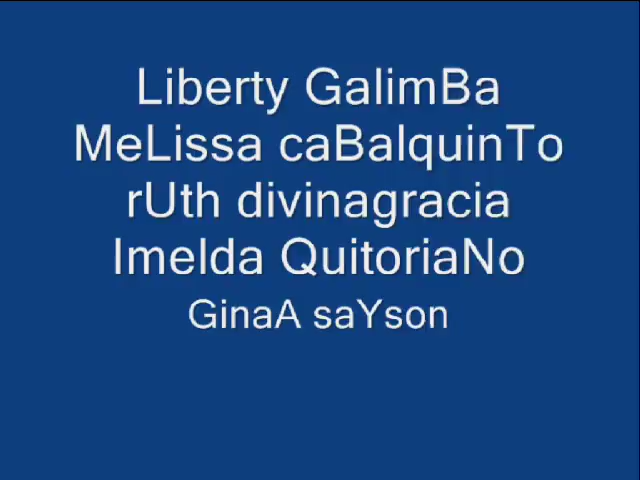 Liberty GalimBa
MeLissa caBalquinTo
rUth divinagracia
Imelda QuitoriaNo
GinaA saYson